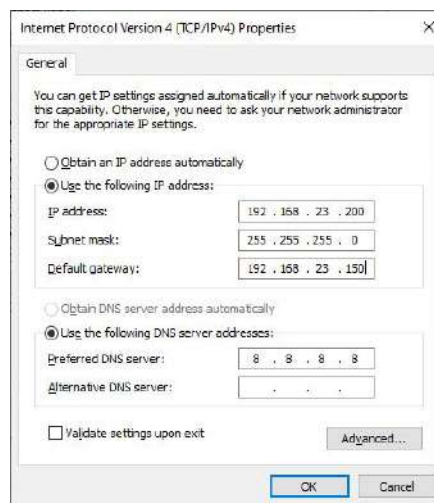 Internet Protocol Version 4 (TCP/IPv4) Properties
General
You can get IP settings assigned automatically if your network supports
this capability. Otherwise, you need to ask your network administrator
for the appropriate IP settings.
Obtain an IP address automatically
Use the following IP address:
IP address: 192 . 168 . 23 . 200
Subnet mask: 255 . 255 . 255 . 0
Default gateway: 192 . 168 . 23 . 150
Obtain DNS server address automatically
Use the following DNS server addresses:
Preferred DNS server: 8 . 8 . 8 . 8
Alternative DNS server: . . .
Validate settings upon exit
Advanced...
OK Cancel